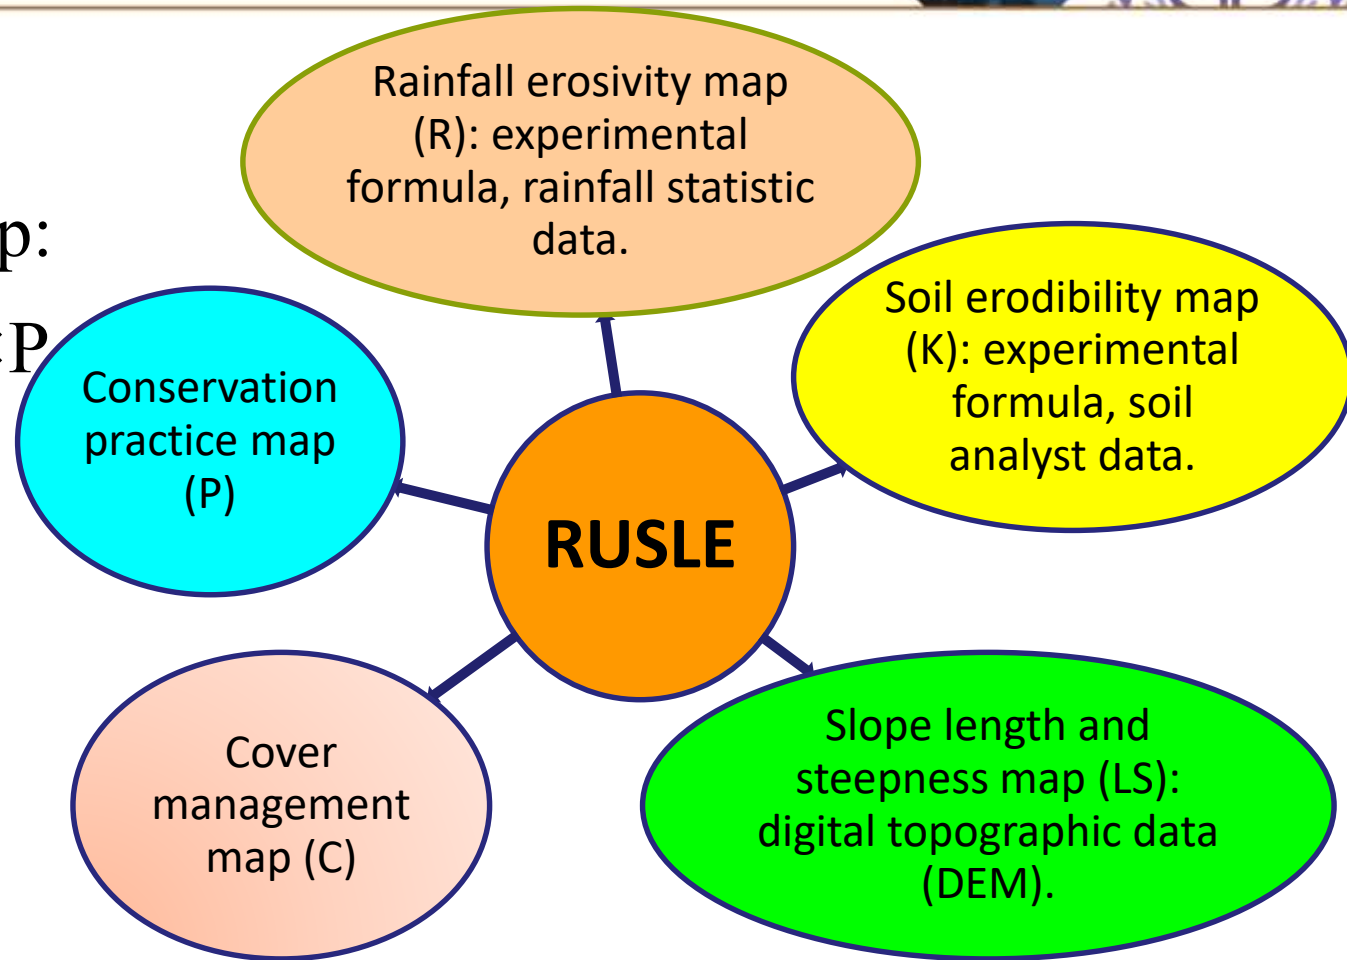 Rainfall erosivity map
(R): experimental
formula, rainfall statistic
data.
p:
P
Soil erodibility map
(K): experimental
formula, soil
analyst data.
Conservation
practice map
(P)
RUSLE
Cover
management
map (C)
Slope length and
steepness map (LS):
digital topographic data
(DEM).